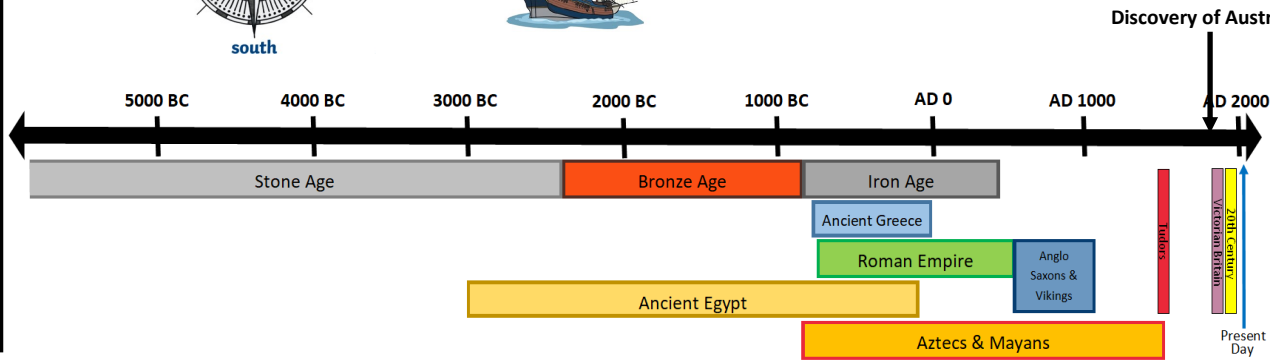 south
Discovery of Austr
5000 BC 4000 BC 3000 BC 2000 BC 1000 BC AD 0 AD 1000 AD 2000
Stone Age Bronze Age Iron Age
Ancient Greece
Roman Empire
Anglo
Saxons &
Vikings
Ancient Egypt
Aztecs & Mayans
Tudors
Victorian Britain
20th Century
Present
Day